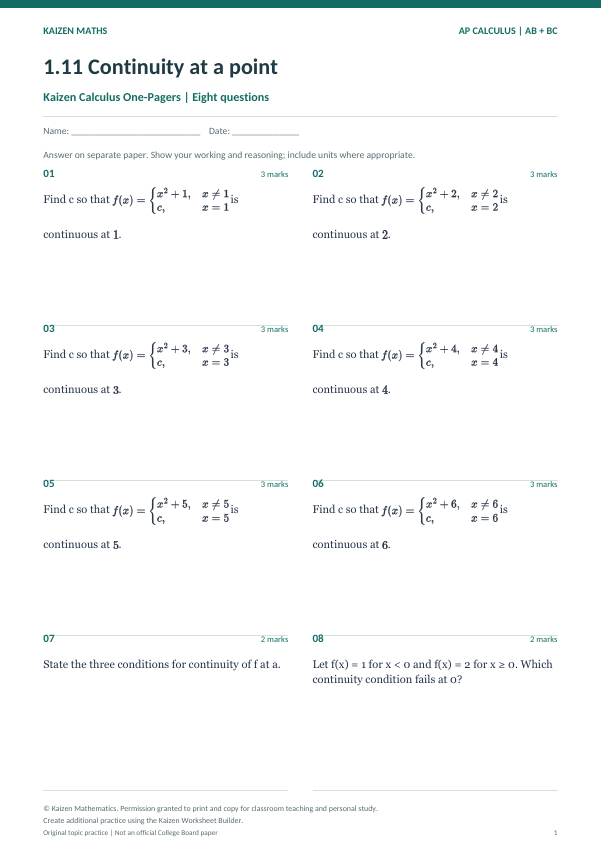 KAIZEN MATHS
AP CALCULUS | AB + BC
1.11 Continuity at a point
Kaizen Calculus One-Pagers | Eight questions
Name: ____________________________ Date: ______________
Answer on separate paper. Show your working and reasoning; include units where appropriate.
01 3 marks
Find c so that f(x) = { x² + 1, x ≠ 1
c, x = 1 is
continuous at 1.
02 3 marks
Find c so that f(x) = { x² + 2, x ≠ 2
c, x = 2 is
continuous at 2.
03 3 marks
Find c so that f(x) = { x² + 3, x ≠ 3
c, x = 3 is
continuous at 3.
04 3 marks
Find c so that f(x) = { x² + 4, x ≠ 4
c, x = 4 is
continuous at 4.
05 3 marks
Find c so that f(x) = { x² + 5, x ≠ 5
c, x = 5 is
continuous at 5.
06 3 marks
Find c so that f(x) = { x² + 6, x ≠ 6
c, x = 6 is
continuous at 6.
07 2 marks
State the three conditions for continuity of f at a.
08 2 marks
Let f(x) = 1 for x < 0 and f(x) = 2 for x ≥ 0. Which
continuity condition fails at 0?
© Kaizen Mathematics. Permission granted to print and copy for classroom teaching and personal study.
Create additional practice using the Kaizen Worksheet Builder.
Original topic practice | Not an official College Board paper
1